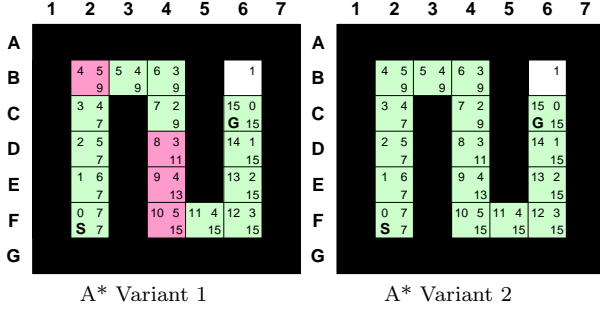 1 2 3 4 5 6 7 1 2 3 4 5 6 7
A A
B 4 5 5 4 6 3 1 B 4 5 5 4 6 3 1
9 9 9 9 9 9
C 3 4 7 2 15 0 C 3 4 7 2 15 0
7 9 G 15 7 9 G 15
D 2 5 8 3 14 1 D 2 5 8 3 14 1
7 11 15 7 11 15
E 1 6 9 4 13 2 E 1 6 9 4 13 2
7 13 15 7 13 15
F 0 7 10 5 11 4 12 3 F 0 7 10 5 11 4 12 3
S 7 15 15 15 S 7 15 15 15
G G
A* Variant 1 A* Variant 2